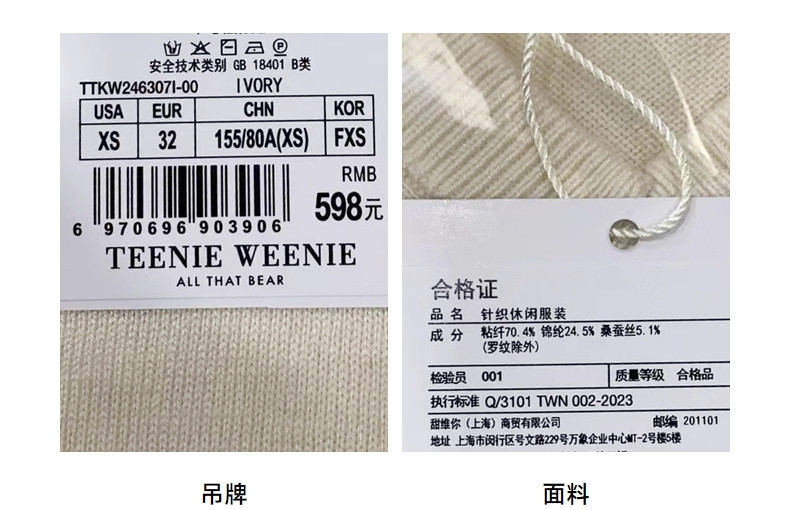 安全技术类别 GB 18401 B类
TTKW246307I-00 IVORY
USA EUR CHN KOR
XS 32 155/80A(XS) FXS
RMB
598元
6 970696 903906
TEENIE WEENIE
ALL THAT BEAR
吊牌
合格证
品 名 针织休闲服装
成 分 粘纤70.4% 锦纶24.5% 桑蚕丝5.1%
(罗纹除外)
检验员 001 质量等级 合格品
执行标准 Q/3101 TWN 002-2023
甜维你（上海）商贸有限公司 邮编 201101
地址 上海市闵行区号文路229号万象企业中心MT-2号楼5楼
面料